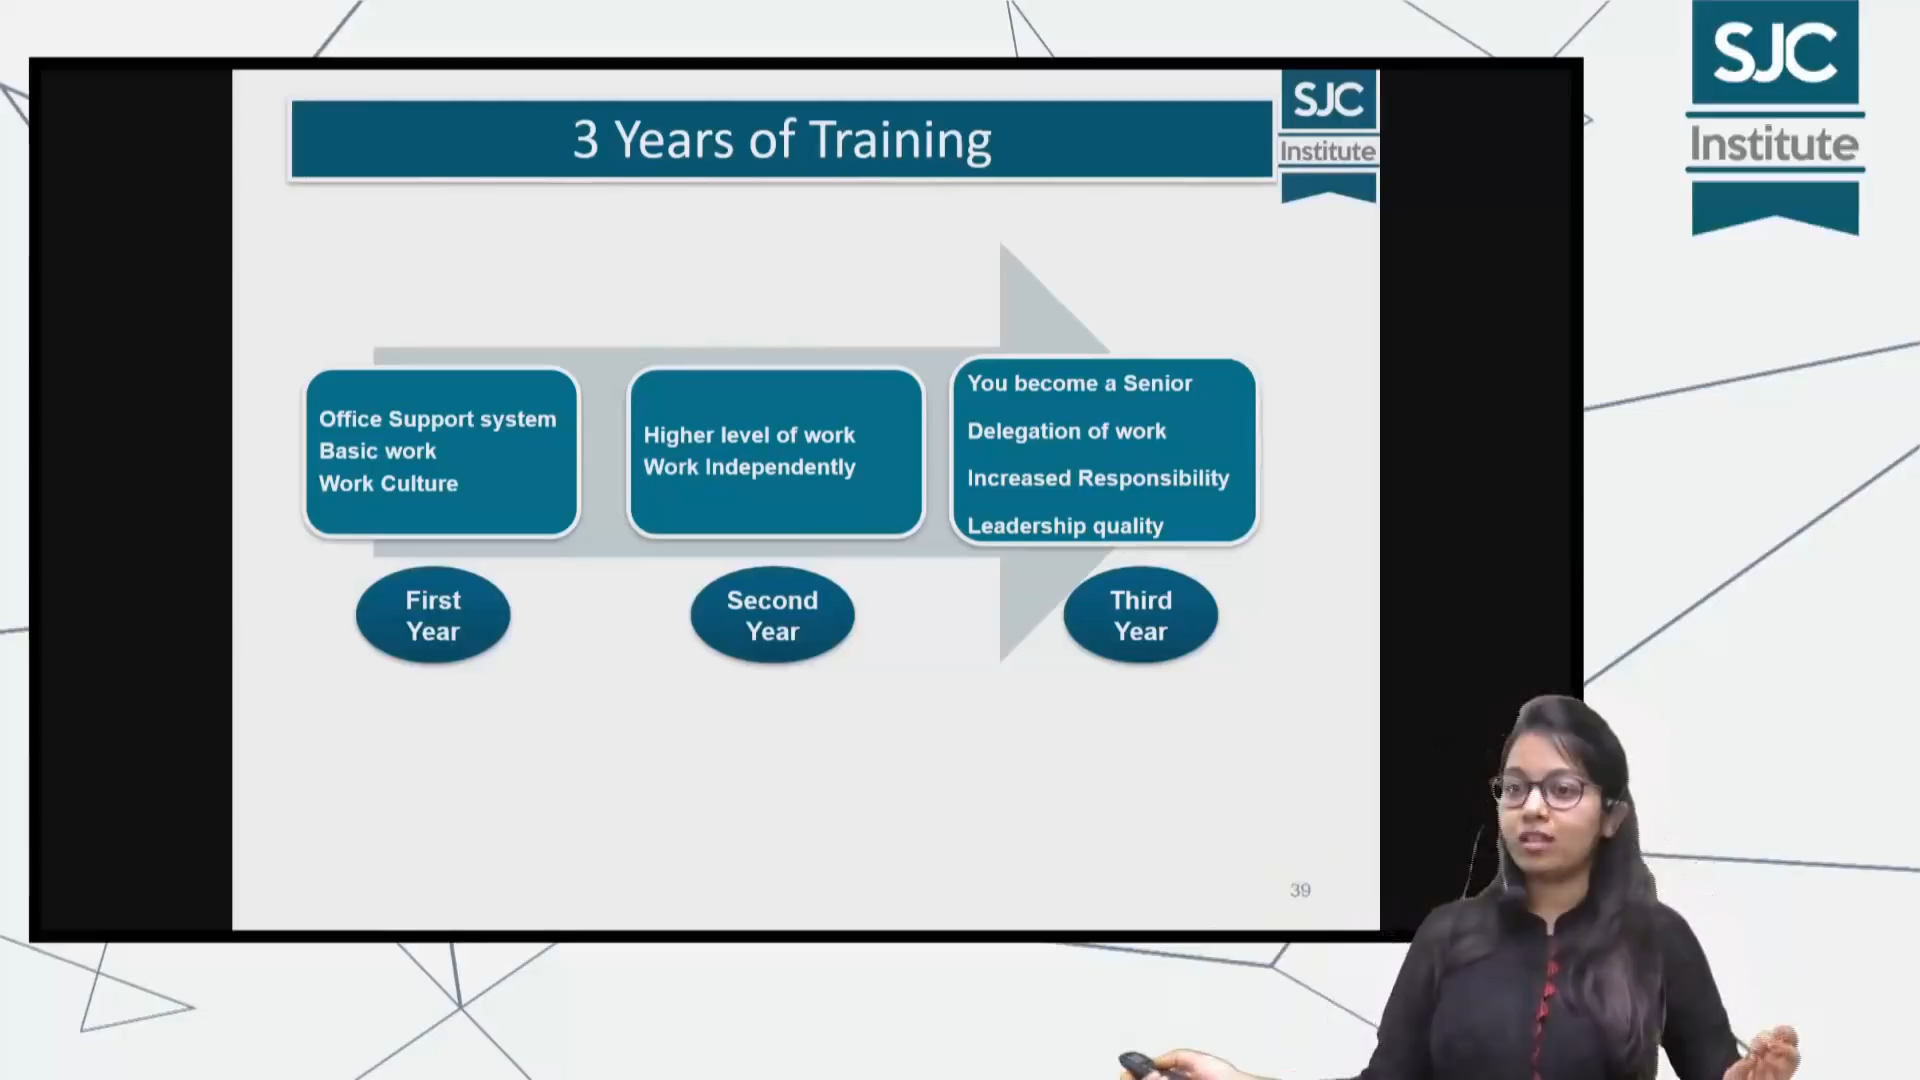 3 Years of Training
SJC
Institute
SJC
Institute
Office Support system
Basic work
Work Culture
Higher level of work
Work Independently
You become a Senior
Delegation of work
Increased Responsibility
Leadership quality
First
Year
Second
Year
Third
Year
39